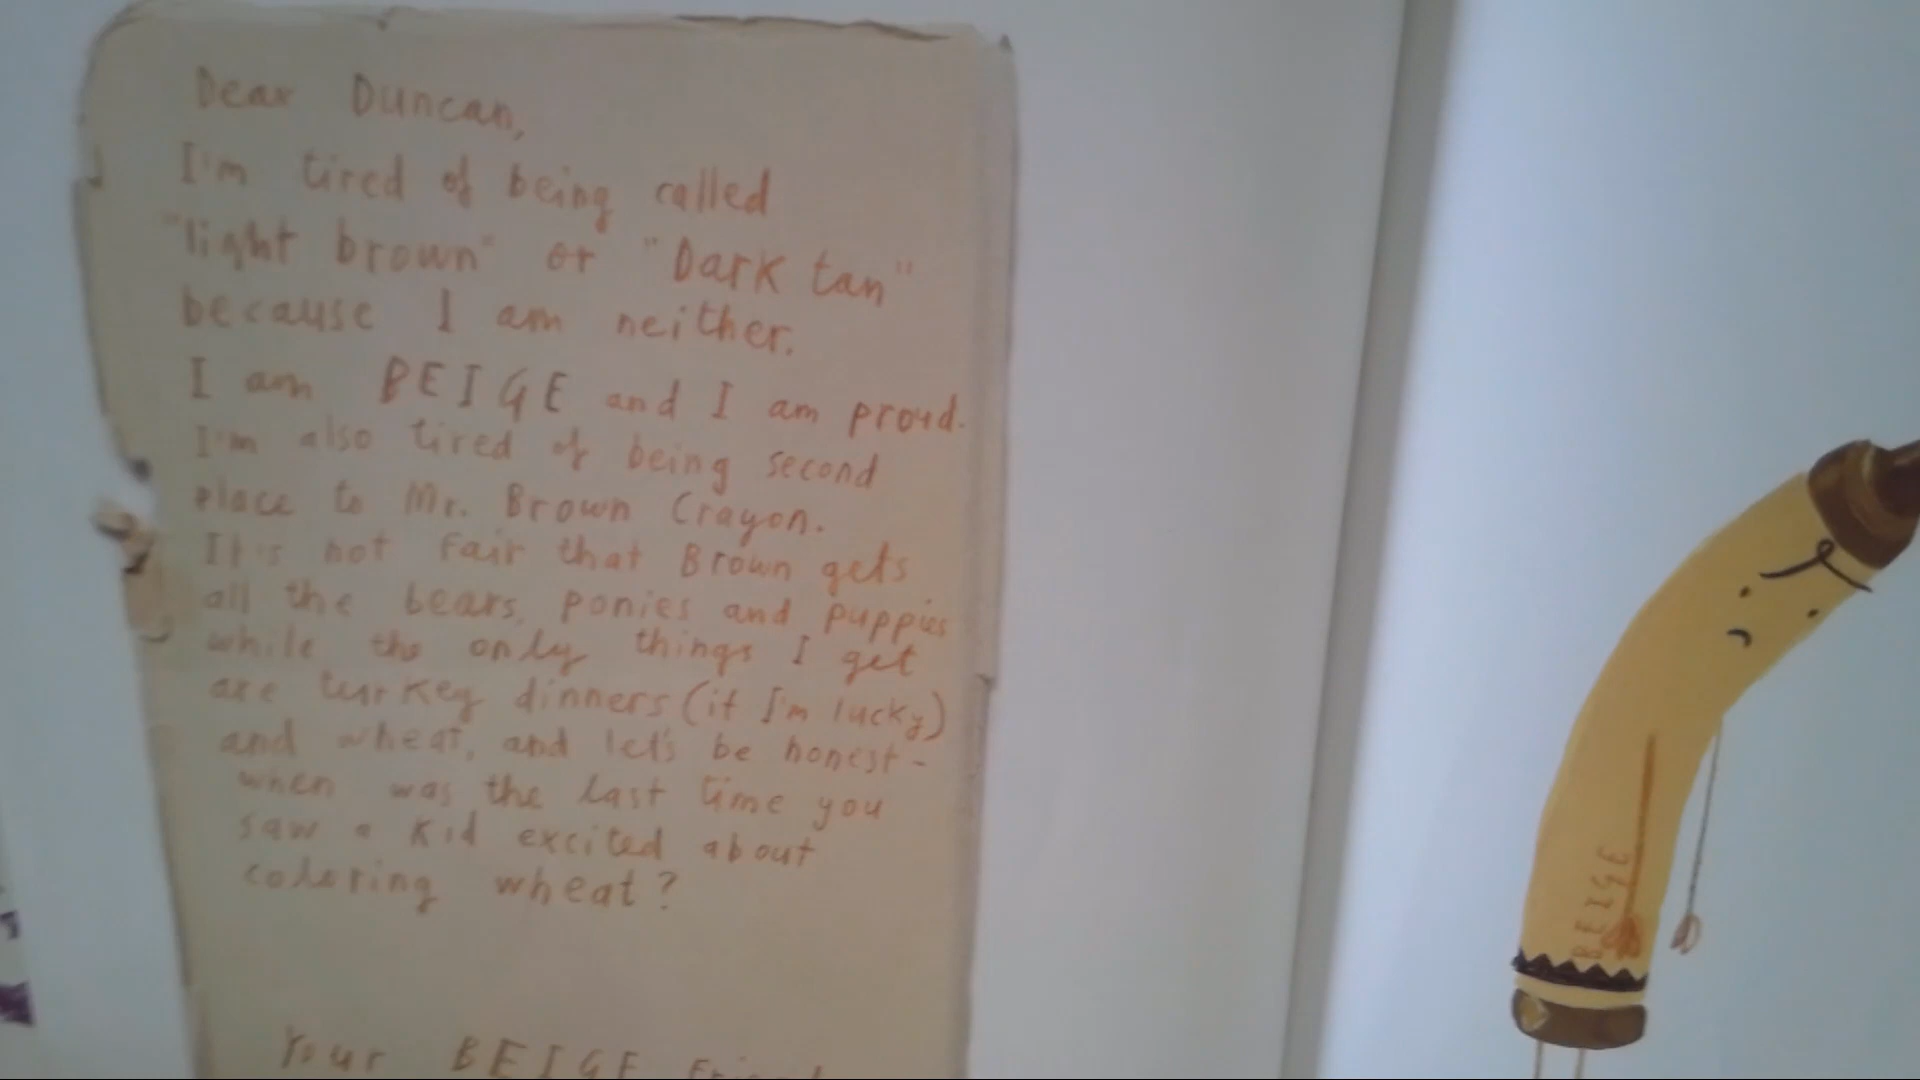 Dear Duncan,
I'm tired of being called
"light brown" or "Dark tan"
because I am neither.
I am BEIGE and I am proud.
I'm also tired of being second
place to Mr. Brown Crayon.
It's not fair that Brown gets
all the bears, ponies and puppies
while the only things I get
are turkey dinners (if I'm lucky)
and wheat, and let's be honest-
when was the last time you
saw a kid excited about
coloring wheat?
Your BEIGE Friend
BEIGE